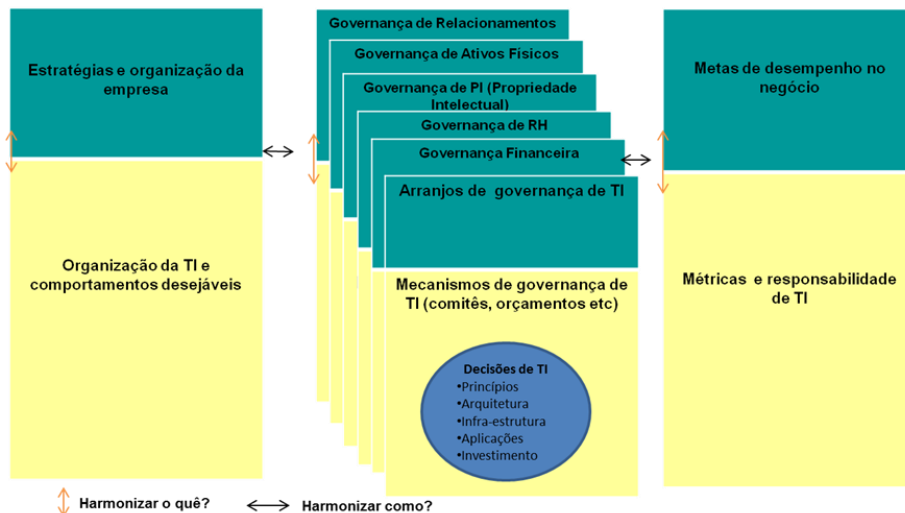 Estratégias e organização da
empresa
Organização da TI e
comportamentos desejáveis
Governança de Relacionamentos
Governança de Ativos Físicos
Governança de PI (Propriedade
Intelectual)
Governança de RH
Governança Financeira
Arranjos de governança de TI
Mecanismos de governança de
TI (comitês, orçamentos etc)
Decisões de TI
•Princípios
•Arquitetura
•Infra-estrutura
•Aplicações
•Investimento
Metas de desempenho no
negócio
Métricas e responsabilidade
de TI
Harmonizar o quê?
Harmonizar como?